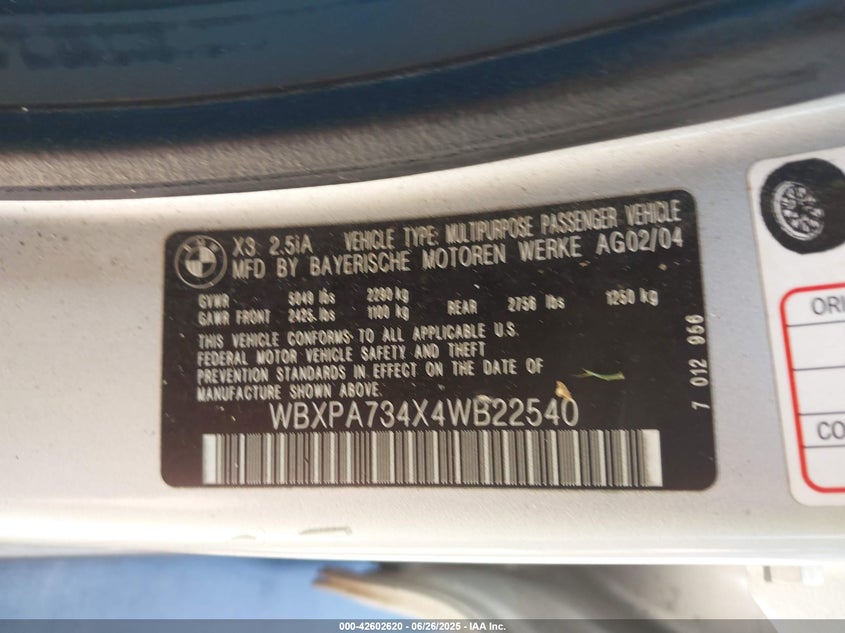 BMW
X3 2.5iA VEHICLE TYPE: MULTIPURPOSE PASSENGER VEHICLE
MFD BY BAYERISCHE MOTOREN WERKE AG02/04
GVWR 5049 lbs 2290 kg
GAWR FRONT 2425 lbs 1100 kg REAR 2756 lbs 1250 kg
THIS VEHICLE CONFORMS TO ALL APPLICABLE U.S.
FEDERAL MOTOR VEHICLE SAFETY AND THEFT
PREVENTION STANDARDS IN EFFECT ON THE DATE OF
MANUFACTURE SHOWN ABOVE.
WBXPA734X4WB22540
7 012 966
ORI
CO
000-42602620 - 06/26/2025 - IAA Inc.